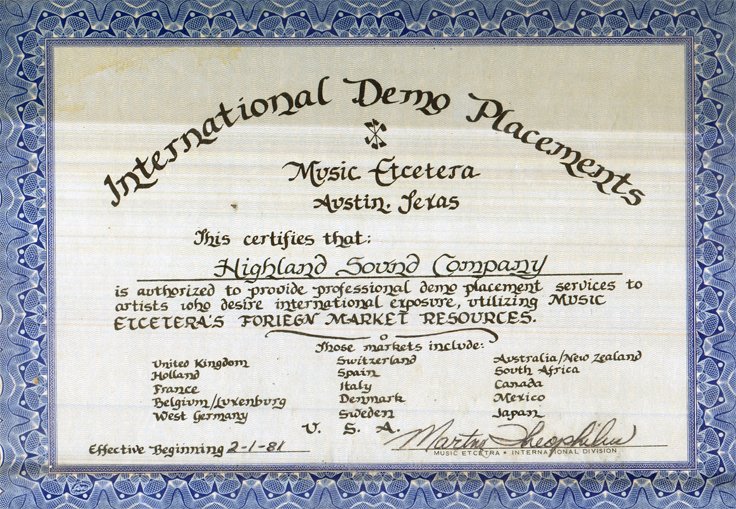 International Demo Placements
Music Etcetera
Austin, Texas
This certifies that:
Highland Sound Company
is authorized to provide professional demo placement services to
artists who desire international exposure, utilizing MUSIC
ETCETERA'S FORIEGN MARKET RESOURCES.
Those markets include:
United Kingdom Switzerland Australia/New Zealand
Holland Spain South Africa
France Italy Canada
Belgium/Luxenburg Denmark Mexico
West Germany Sweden Japan
U. S. A.
Effective Beginning 2-1-81 Martin Theophilus
MUSIC ETCETRA • INTERNATIONAL DIVISION